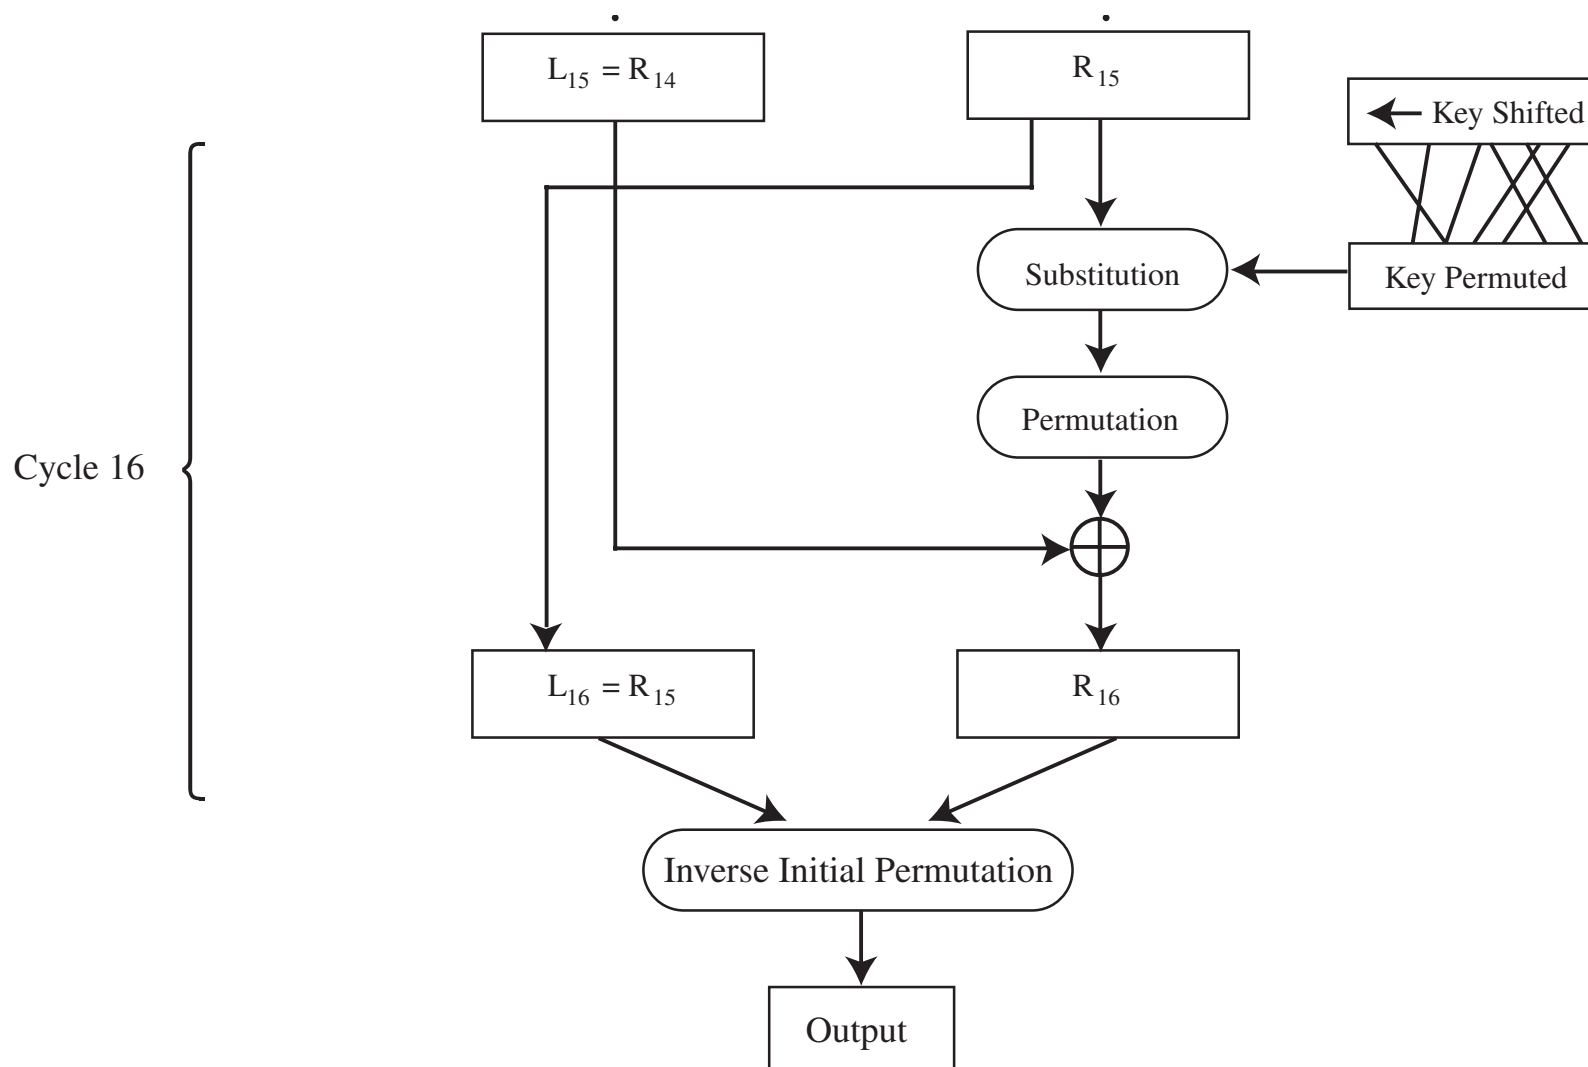 L15 = R14
R15
Key Shifted
Substitution
Key Permuted
Permutation
Cycle 16
L16 = R15
R16
Inverse Initial Permutation
Output